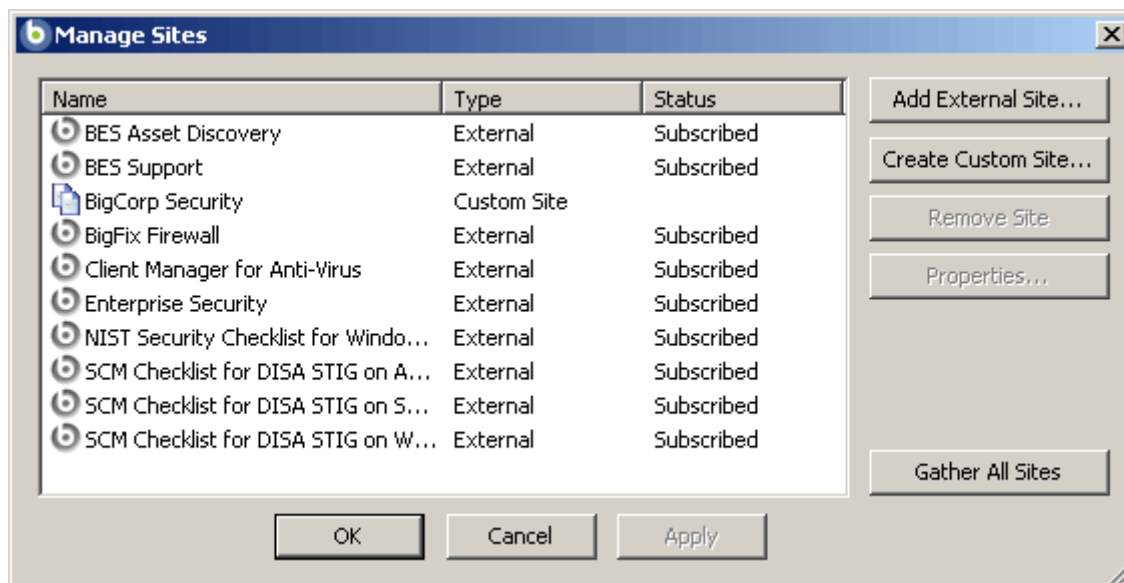 Manage Sites
Name Type Status
BES Asset Discovery External Subscribed
BES Support External Subscribed
BigCorp Security Custom Site
BigFix Firewall External Subscribed
Client Manager for Anti-Virus External Subscribed
Enterprise Security External Subscribed
NIST Security Checklist for Windo... External Subscribed
SCM Checklist for DISA STIG on A... External Subscribed
SCM Checklist for DISA STIG on S... External Subscribed
SCM Checklist for DISA STIG on W... External Subscribed
Add External Site...
Create Custom Site...
Remove Site
Properties...
Gather All Sites
OK Cancel Apply